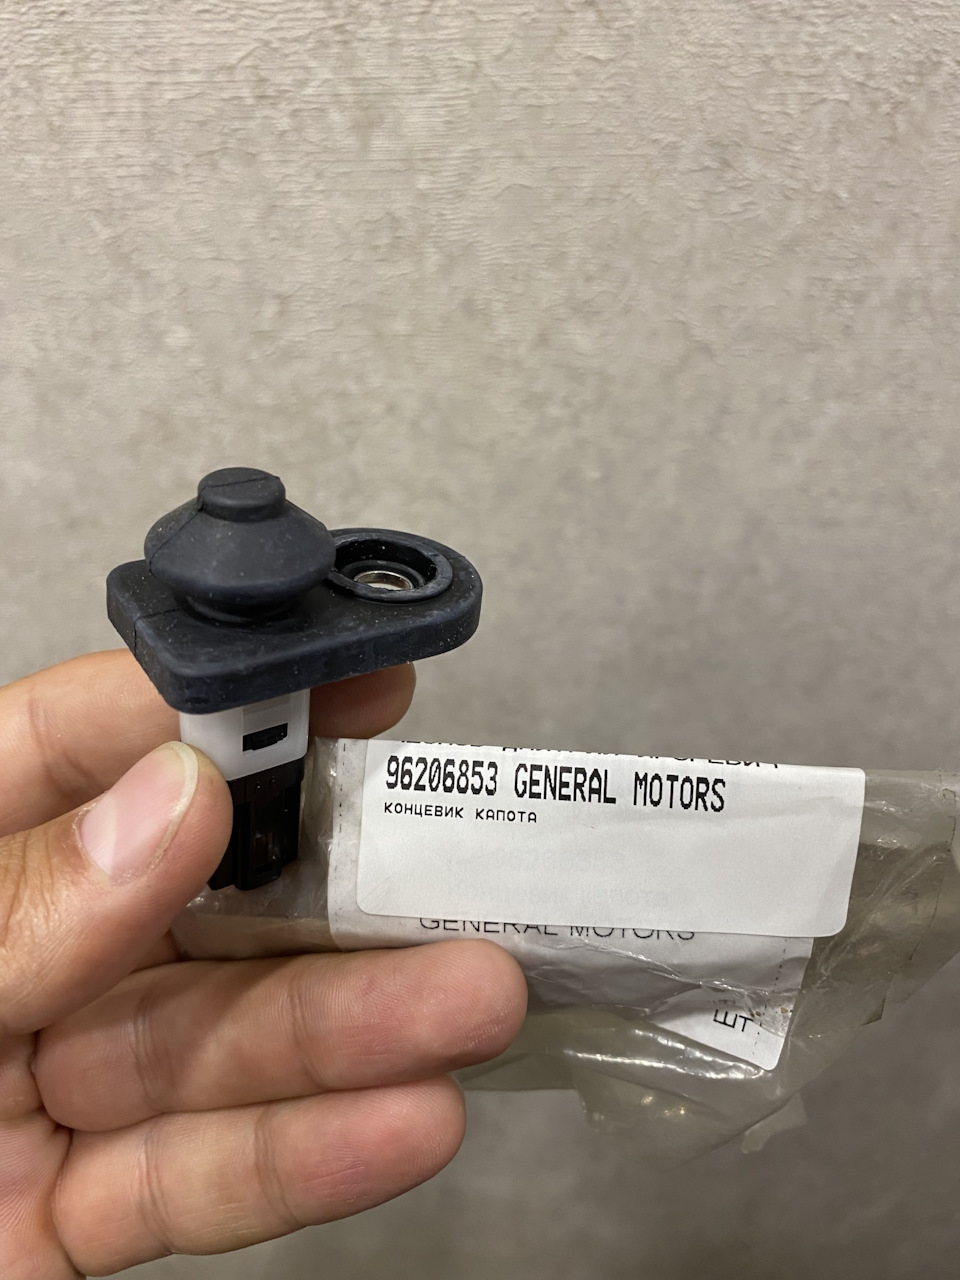 96206853 GENERAL MOTORS
КОНЦЕВИК КАПОТА
GENERAL MOTORS
ШТ